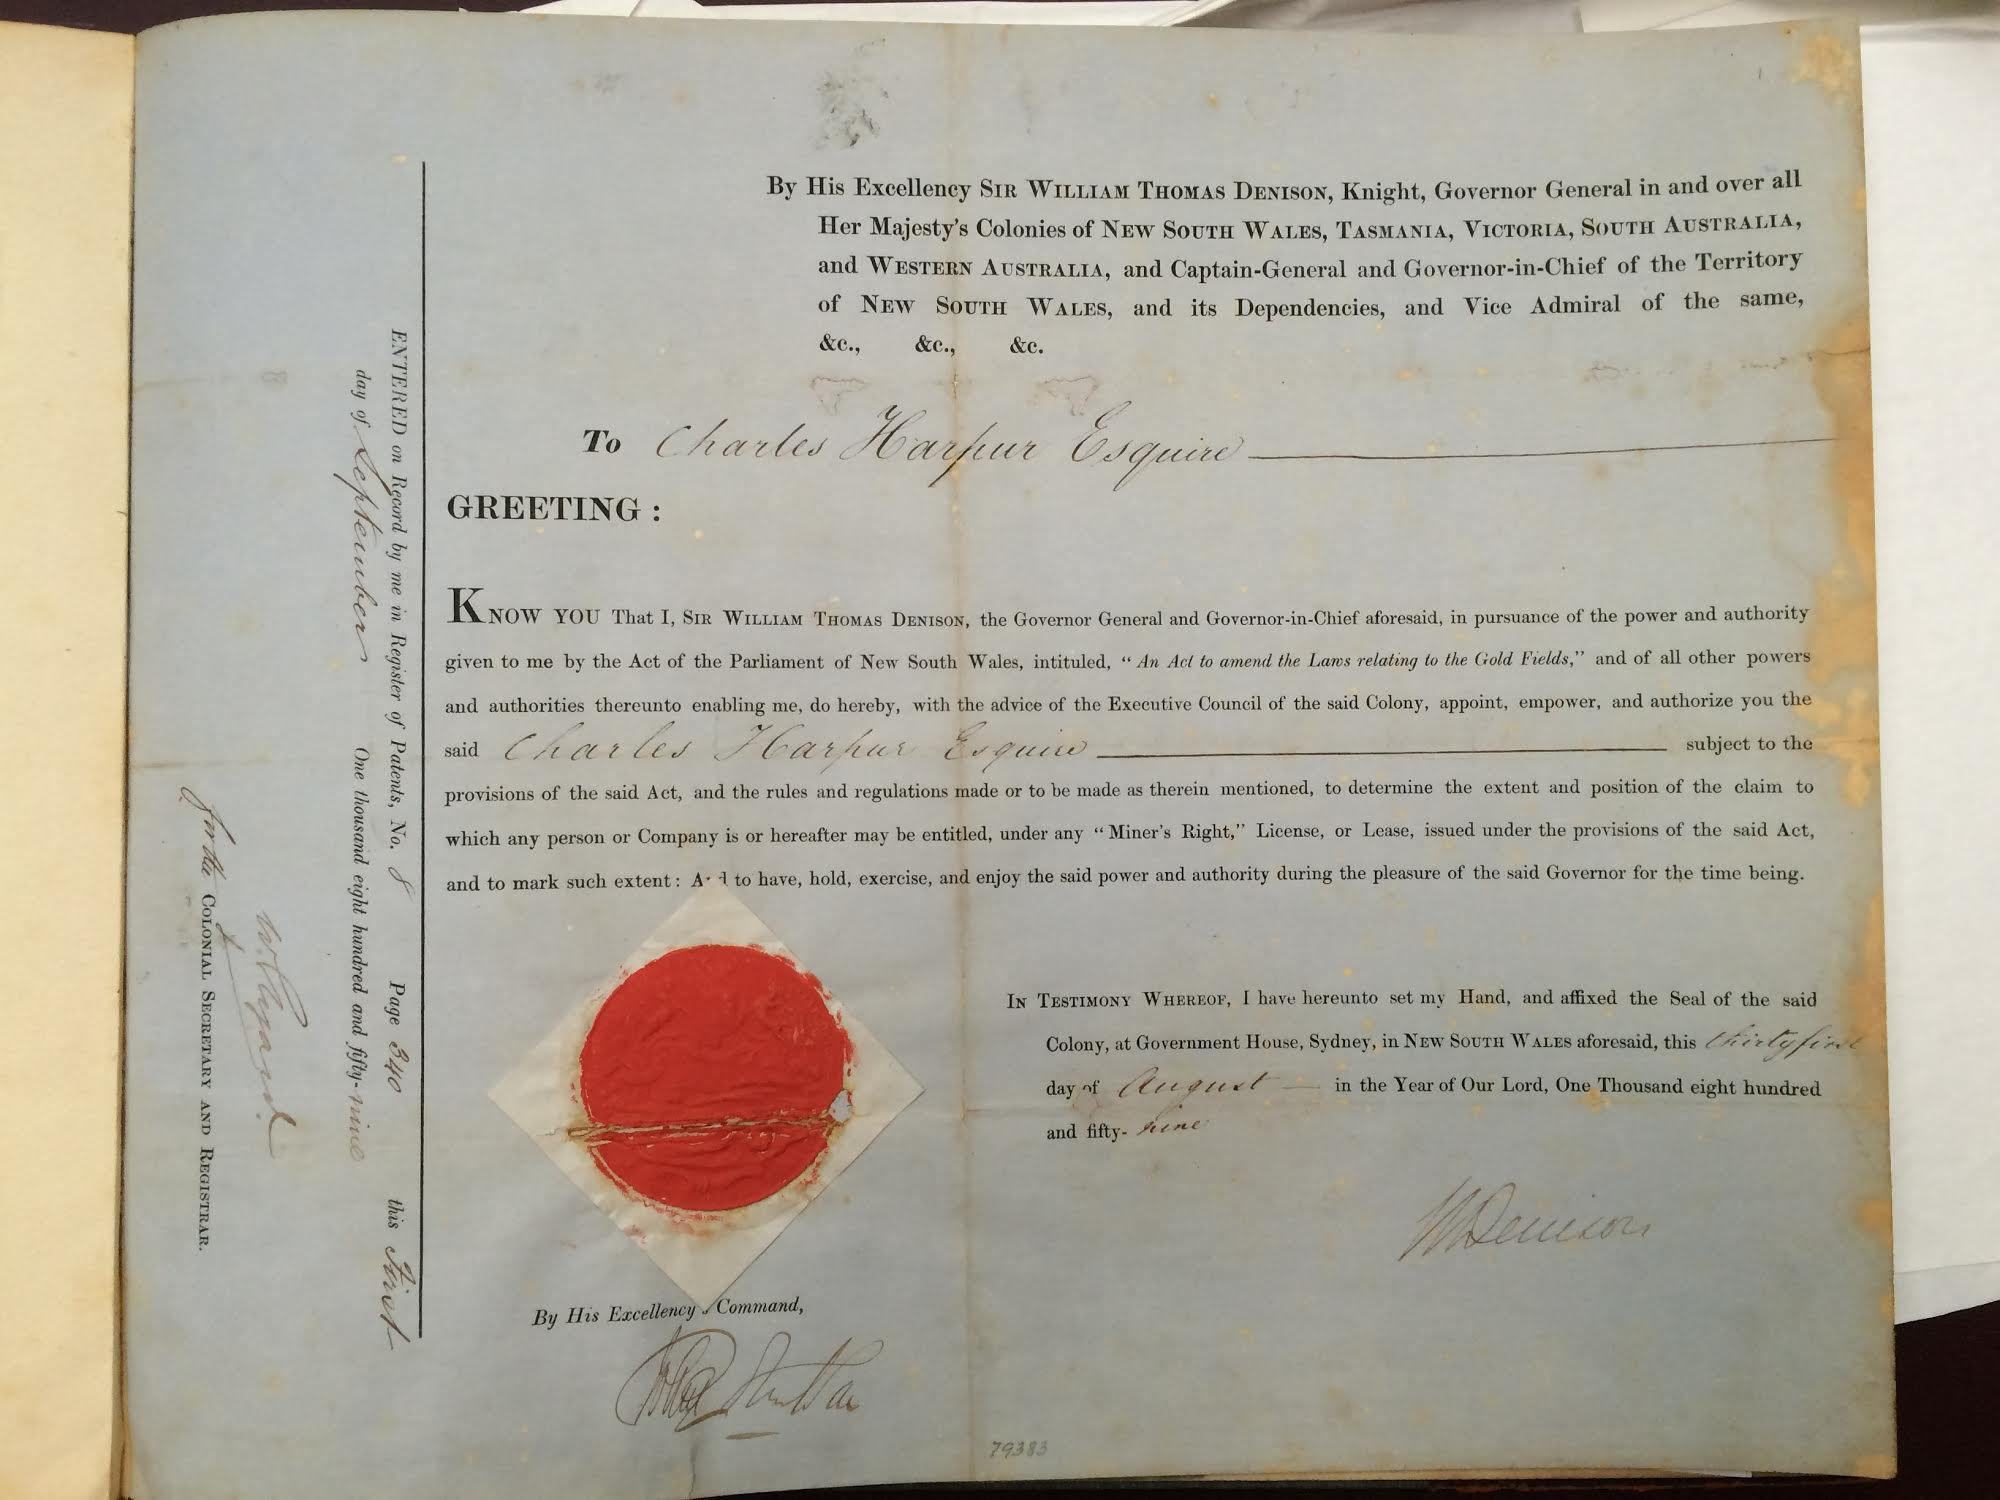 By His Excellency SIR WILLIAM THOMAS DENISON, Knight, Governor General in and over all
Her Majesty's Colonies of NEW SOUTH WALES, TASMANIA, VICTORIA, SOUTH AUSTRALIA,
and WESTERN AUSTRALIA, and Captain-General and Governor-in-Chief of the Territory
of NEW SOUTH WALES, and its Dependencies, and Vice Admiral of the same,
&c., &c., &c.
To Charles Harpur Esquire
GREETING :
KNOW YOU That I, SIR WILLIAM THOMAS DENISON, the Governor General and Governor-in-Chief aforesaid, in pursuance of the power and authority
given to me by the Act of the Parliament of New South Wales, intituled, “An Act to amend the Laws relating to the Gold Fields,” and of all other powers
and authorities thereunto enabling me, do hereby, with the advice of the Executive Council of the said Colony, appoint, empower, and authorize you the
said Charles Harpur Esquire subject to the
provisions of the said Act, and the rules and regulations made or to be made as therein mentioned, to determine the extent and position of the claim to
which any person or Company is or hereafter may be entitled, under any “Miner's Right,” License, or Lease, issued under the provisions of the said Act,
and to mark such extent: And to have, hold, exercise, and enjoy the said power and authority during the pleasure of the said Governor for the time being.
IN TESTIMONY WHEREOF, I have hereunto set my Hand, and affixed the Seal of the said
Colony, at Government House, Sydney, in NEW SOUTH WALES aforesaid, this thirty first
day of August in the Year of Our Lord, One Thousand eight hundred
and fifty-nine
W Denison
By His Excellency's Command,
79383
ENTERED on Record by me in Register of Patents, No. 8 Page 340 this First
day of September One thousand eight hundred and fifty-nine
For the COLONIAL SECRETARY AND REGISTRAR.